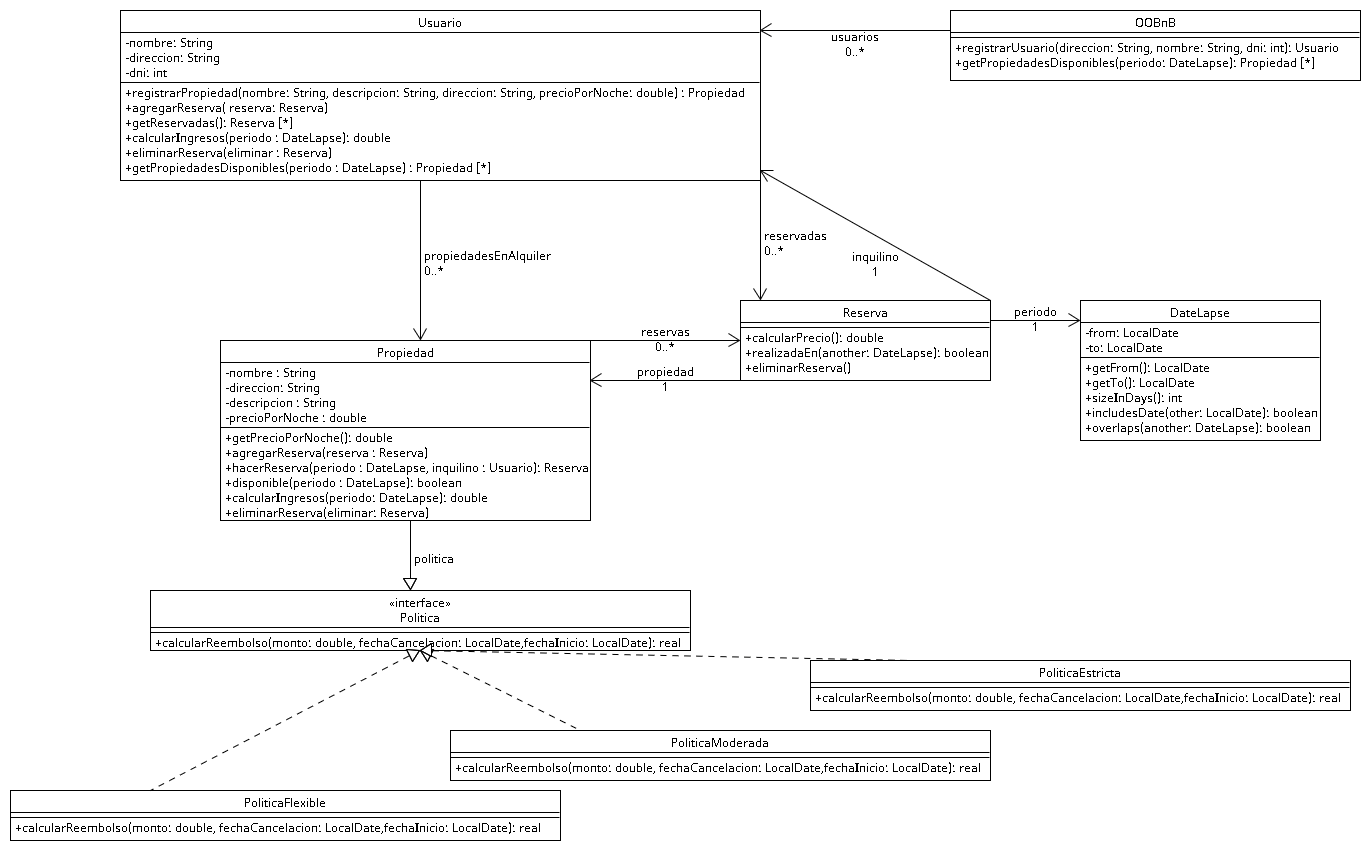 Usuario
-nombre: String
-direccion: String
-dni: int
+registrarPropiedad(nombre: String, descripcion: String, direccion: String, precioPorNoche: double) : Propiedad
+agregarReserva( reserva: Reserva)
+getReservadas(): Reserva [*]
+calcularIngresos(periodo : DateLapse): double
+eliminarReserva(eliminar : Reserva)
+getPropiedadesDisponibles(periodo : DateLapse) : Propiedad [*]
usuarios
0..*
OOBnB
+registrarUsuario(direccion: String, nombre: String, dni: int): Usuario
+getPropiedadesDisponibles(periodo: DateLapse): Propiedad [*]
propiedadesEnAlquiler
0..*
reservadas
0..*
inquilino
1
Reserva
+calcularPrecio(): double
+realizadaEn(another: DateLapse): boolean
+eliminarReserva()
periodo
1
DateLapse
-from: LocalDate
-to: LocalDate
+getFrom(): LocalDate
+getTo(): LocalDate
+sizeInDays(): int
+includesDate(other: LocalDate): boolean
+overlaps(another: DateLapse): boolean
reservas
0..*
propiedad
1
Propiedad
-nombre : String
-direccion: String
-descripcion : String
-precioPorNoche : double
+getPrecioPorNoche(): double
+agregarReserva(reserva : Reserva)
+hacerReserva(periodo : DateLapse, inquilino : Usuario): Reserva
+disponible(periodo : DateLapse): boolean
+calcularIngresos(periodo: DateLapse): double
+eliminarReserva(eliminar: Reserva)
politica
«interface»
Politica
+calcularReembolso(monto: double, fechaCancelacion: LocalDate,fechaInicio: LocalDate): real
PoliticaEstricta
+calcularReembolso(monto: double, fechaCancelacion: LocalDate,fechaInicio: LocalDate): real
PoliticaModerada
+calcularReembolso(monto: double, fechaCancelacion: LocalDate,fechaInicio: LocalDate): real
PoliticaFlexible
+calcularReembolso(monto: double, fechaCancelacion: LocalDate,fechaInicio: LocalDate): real